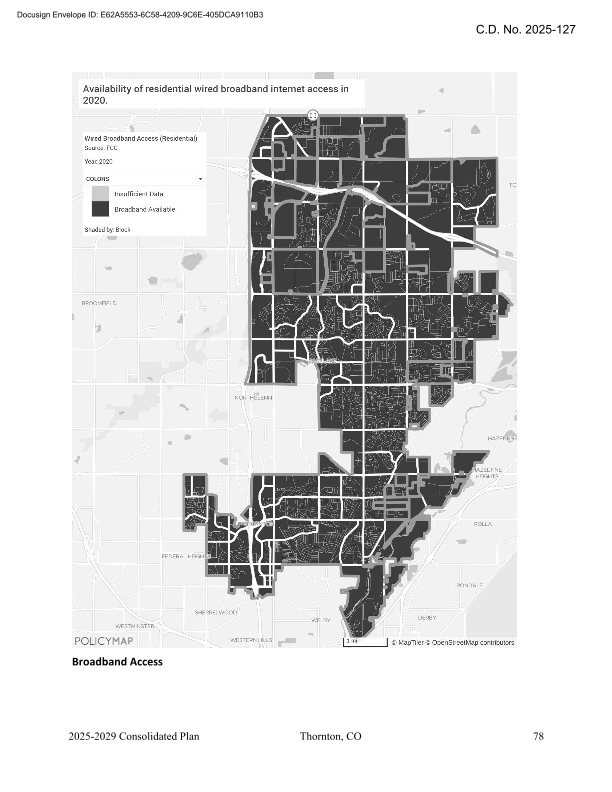 Docusign Envelope ID: E62A5553-6C58-4209-9C6E-405DCA9110B3
C.D. No. 2025-127
Availability of residential wired broadband internet access in
2020.
Wired Broadband Access (Residential)
Source: FCC
Year: 2020
COLORS
Insufficient Data
Broadband Available
Shaded by: Block
BROOMFIELD
NORTHGLENN
HAZELTINE
HEIGHTS
ROLLA
FEDERAL HEIGHTS
SHERRELWOOD
WELBY
DERBY
WESTMINSTER
WESTERN HILLS
POLICYMAP
© MapTiler © OpenStreetMap contributors
Broadband Access
2025-2029 Consolidated Plan
Thornton, CO
78